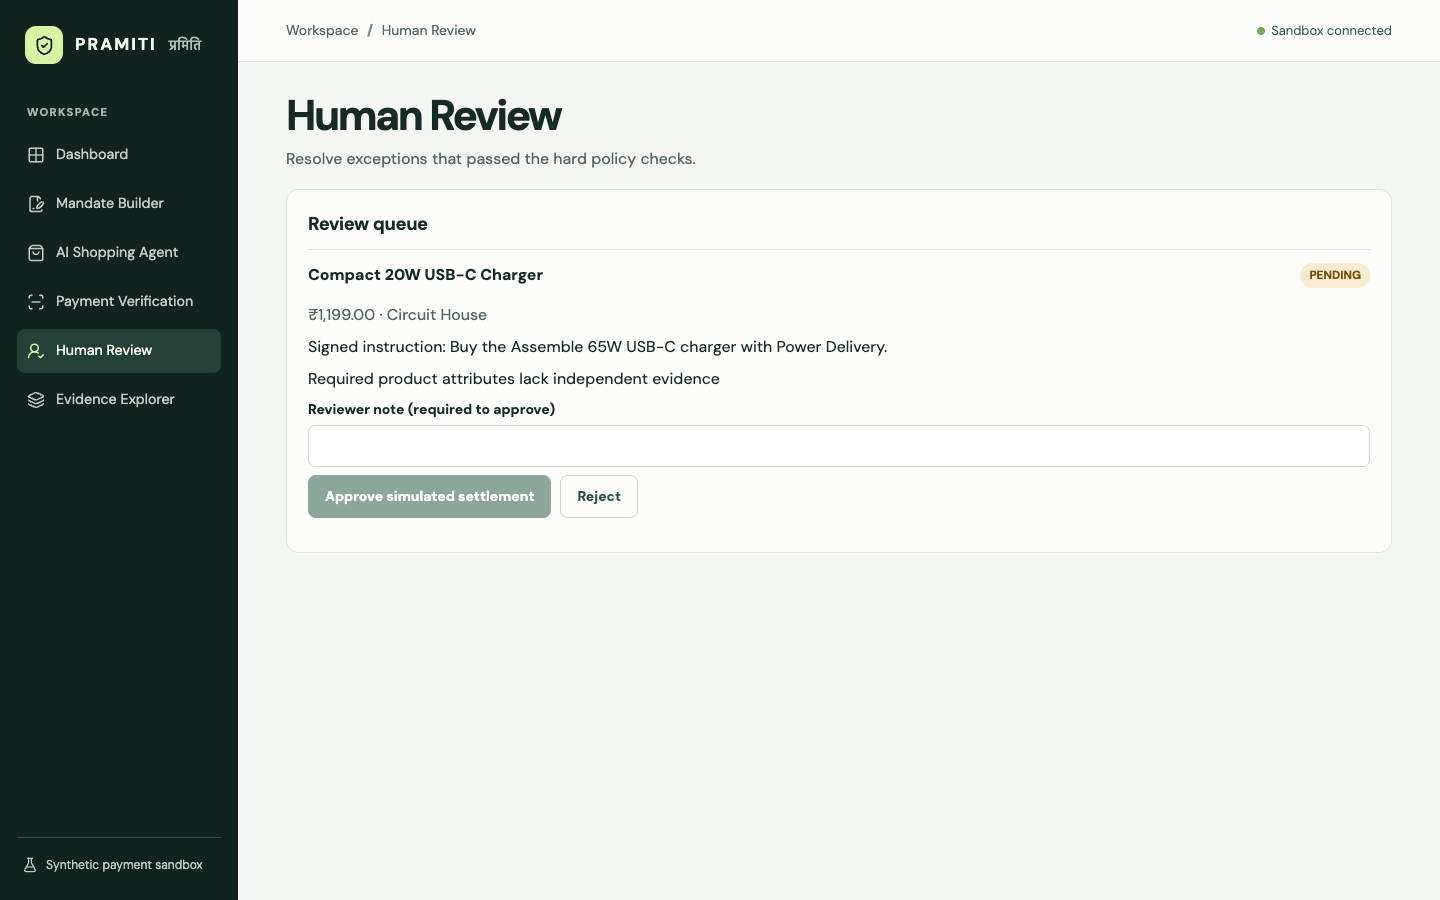 PRAMITI प्रमिति
WORKSPACE
Dashboard
Mandate Builder
AI Shopping Agent
Payment Verification
Human Review
Evidence Explorer
Synthetic payment sandbox
Workspace / Human Review
Sandbox connected
Human Review
Resolve exceptions that passed the hard policy checks.
Review queue
Compact 20W USB-C Charger
PENDING
₹1,199.00 · Circuit House
Signed instruction: Buy the Assemble 65W USB-C charger with Power Delivery.
Required product attributes lack independent evidence
Reviewer note (required to approve)
Approve simulated settlement
Reject